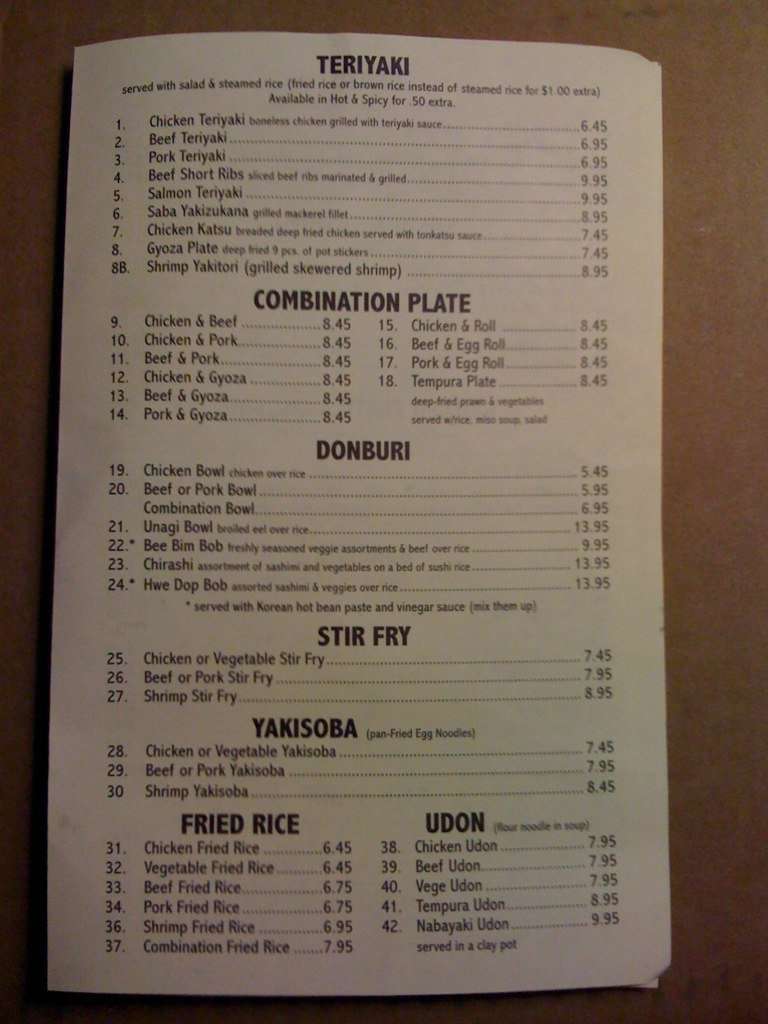 TERIYAKI
served with salad & steamed rice (fried rice or brown rice instead of steamed rice for $1.00 extra)
Available in Hot & Spicy for .50 extra.
1. Chicken Teriyaki boneless chicken grilled with teriyaki sauce 6.45
2. Beef Teriyaki 6.95
3. Pork Teriyaki 6.95
4. Beef Short Ribs sliced beef ribs marinated & grilled 9.95
5. Salmon Teriyaki 9.95
6. Saba Yakizukana grilled mackerel fillet 8.95
7. Chicken Katsu breaded deep fried chicken served with tonkatsu sauce 7.45
8. Gyoza Plate deep fried 9 pcs. of pot stickers 7.45
8B. Shrimp Yakitori (grilled skewered shrimp) 8.95
COMBINATION PLATE
9. Chicken & Beef 8.45
10. Chicken & Pork 8.45
11. Beef & Pork 8.45
12. Chicken & Gyoza 8.45
13. Beef & Gyoza 8.45
14. Pork & Gyoza 8.45
15. Chicken & Roll 8.45
16. Beef & Egg Roll 8.45
17. Pork & Egg Roll 8.45
18. Tempura Plate 8.45
deep-fried prawn & vegetables
served w/rice, miso soup, salad
DONBURI
19. Chicken Bowl chicken over rice 5.45
20. Beef or Pork Bowl 5.95
Combination Bowl 6.95
21. Unagi Bowl broiled eel over rice 13.95
22.* Bee Bim Bob freshly seasoned veggie assortments & beef over rice 9.95
23. Chirashi assortment of sashimi and vegetables on a bed of sushi rice 13.95
24.* Hwe Dop Bob assorted sashimi & veggies over rice 13.95
* served with Korean hot bean paste and vinegar sauce (mix them up)
STIR FRY
25. Chicken or Vegetable Stir Fry 7.45
26. Beef or Pork Stir Fry 7.95
27. Shrimp Stir Fry 8.95
YAKISOBA (pan-Fried Egg Noodles)
28. Chicken or Vegetable Yakisoba 7.45
29. Beef or Pork Yakisoba 7.95
30 Shrimp Yakisoba 8.45
FRIED RICE
31. Chicken Fried Rice 6.45
32. Vegetable Fried Rice 6.45
33. Beef Fried Rice 6.75
34. Pork Fried Rice 6.75
36. Shrimp Fried Rice 6.95
37. Combination Fried Rice 7.95
UDON (flour noodle in soup)
38. Chicken Udon 7.95
39. Beef Udon 7.95
40. Vege Udon 7.95
41. Tempura Udon 8.95
42. Nabayaki Udon 9.95
served in a clay pot